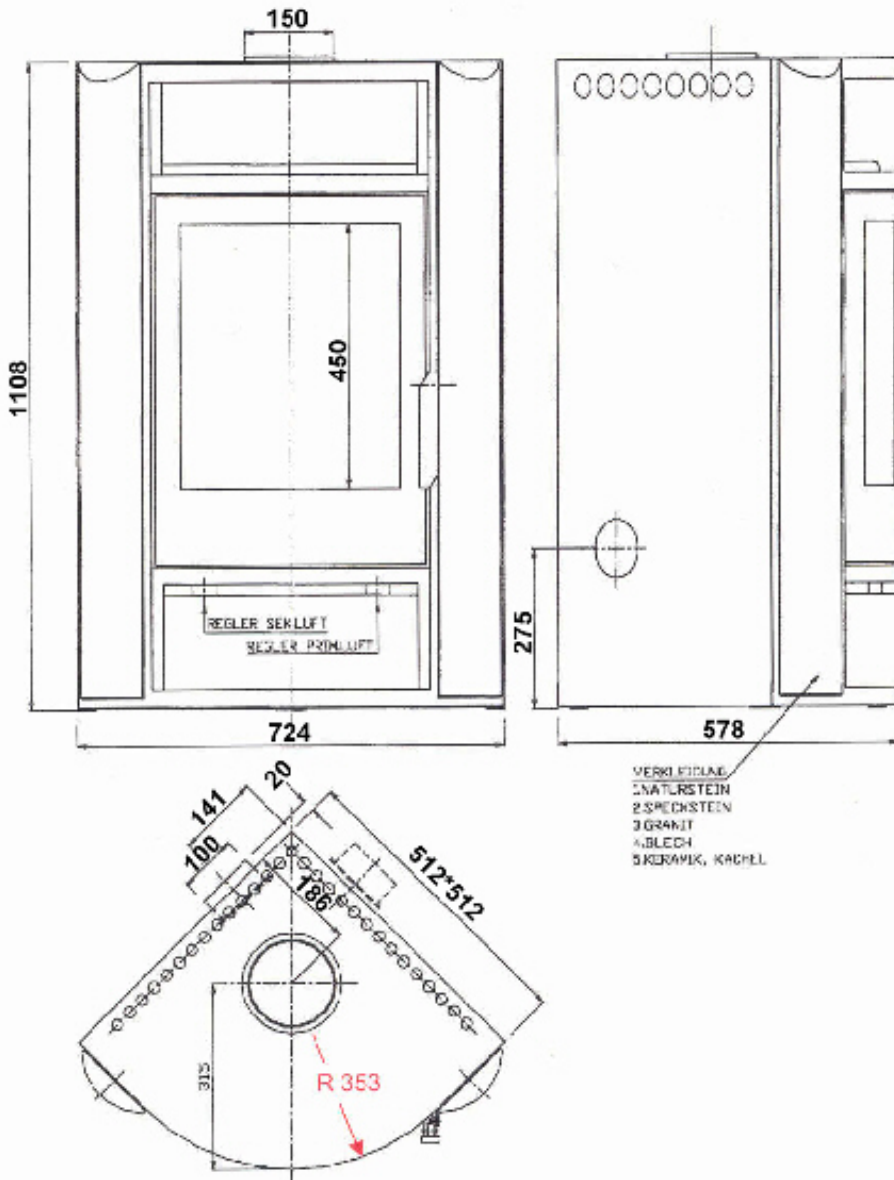 150
1108
450
275
REGLER SEKLUFT
REGLER PRIMLUFT
724
578
VERKLEIDUNG
1.NATURSTEIN
2.SPECKSTEIN
3.GRANIT
4.BLECH
5.KERAMIK, KACHEL
20
141
100
186
512*512
315
R 353